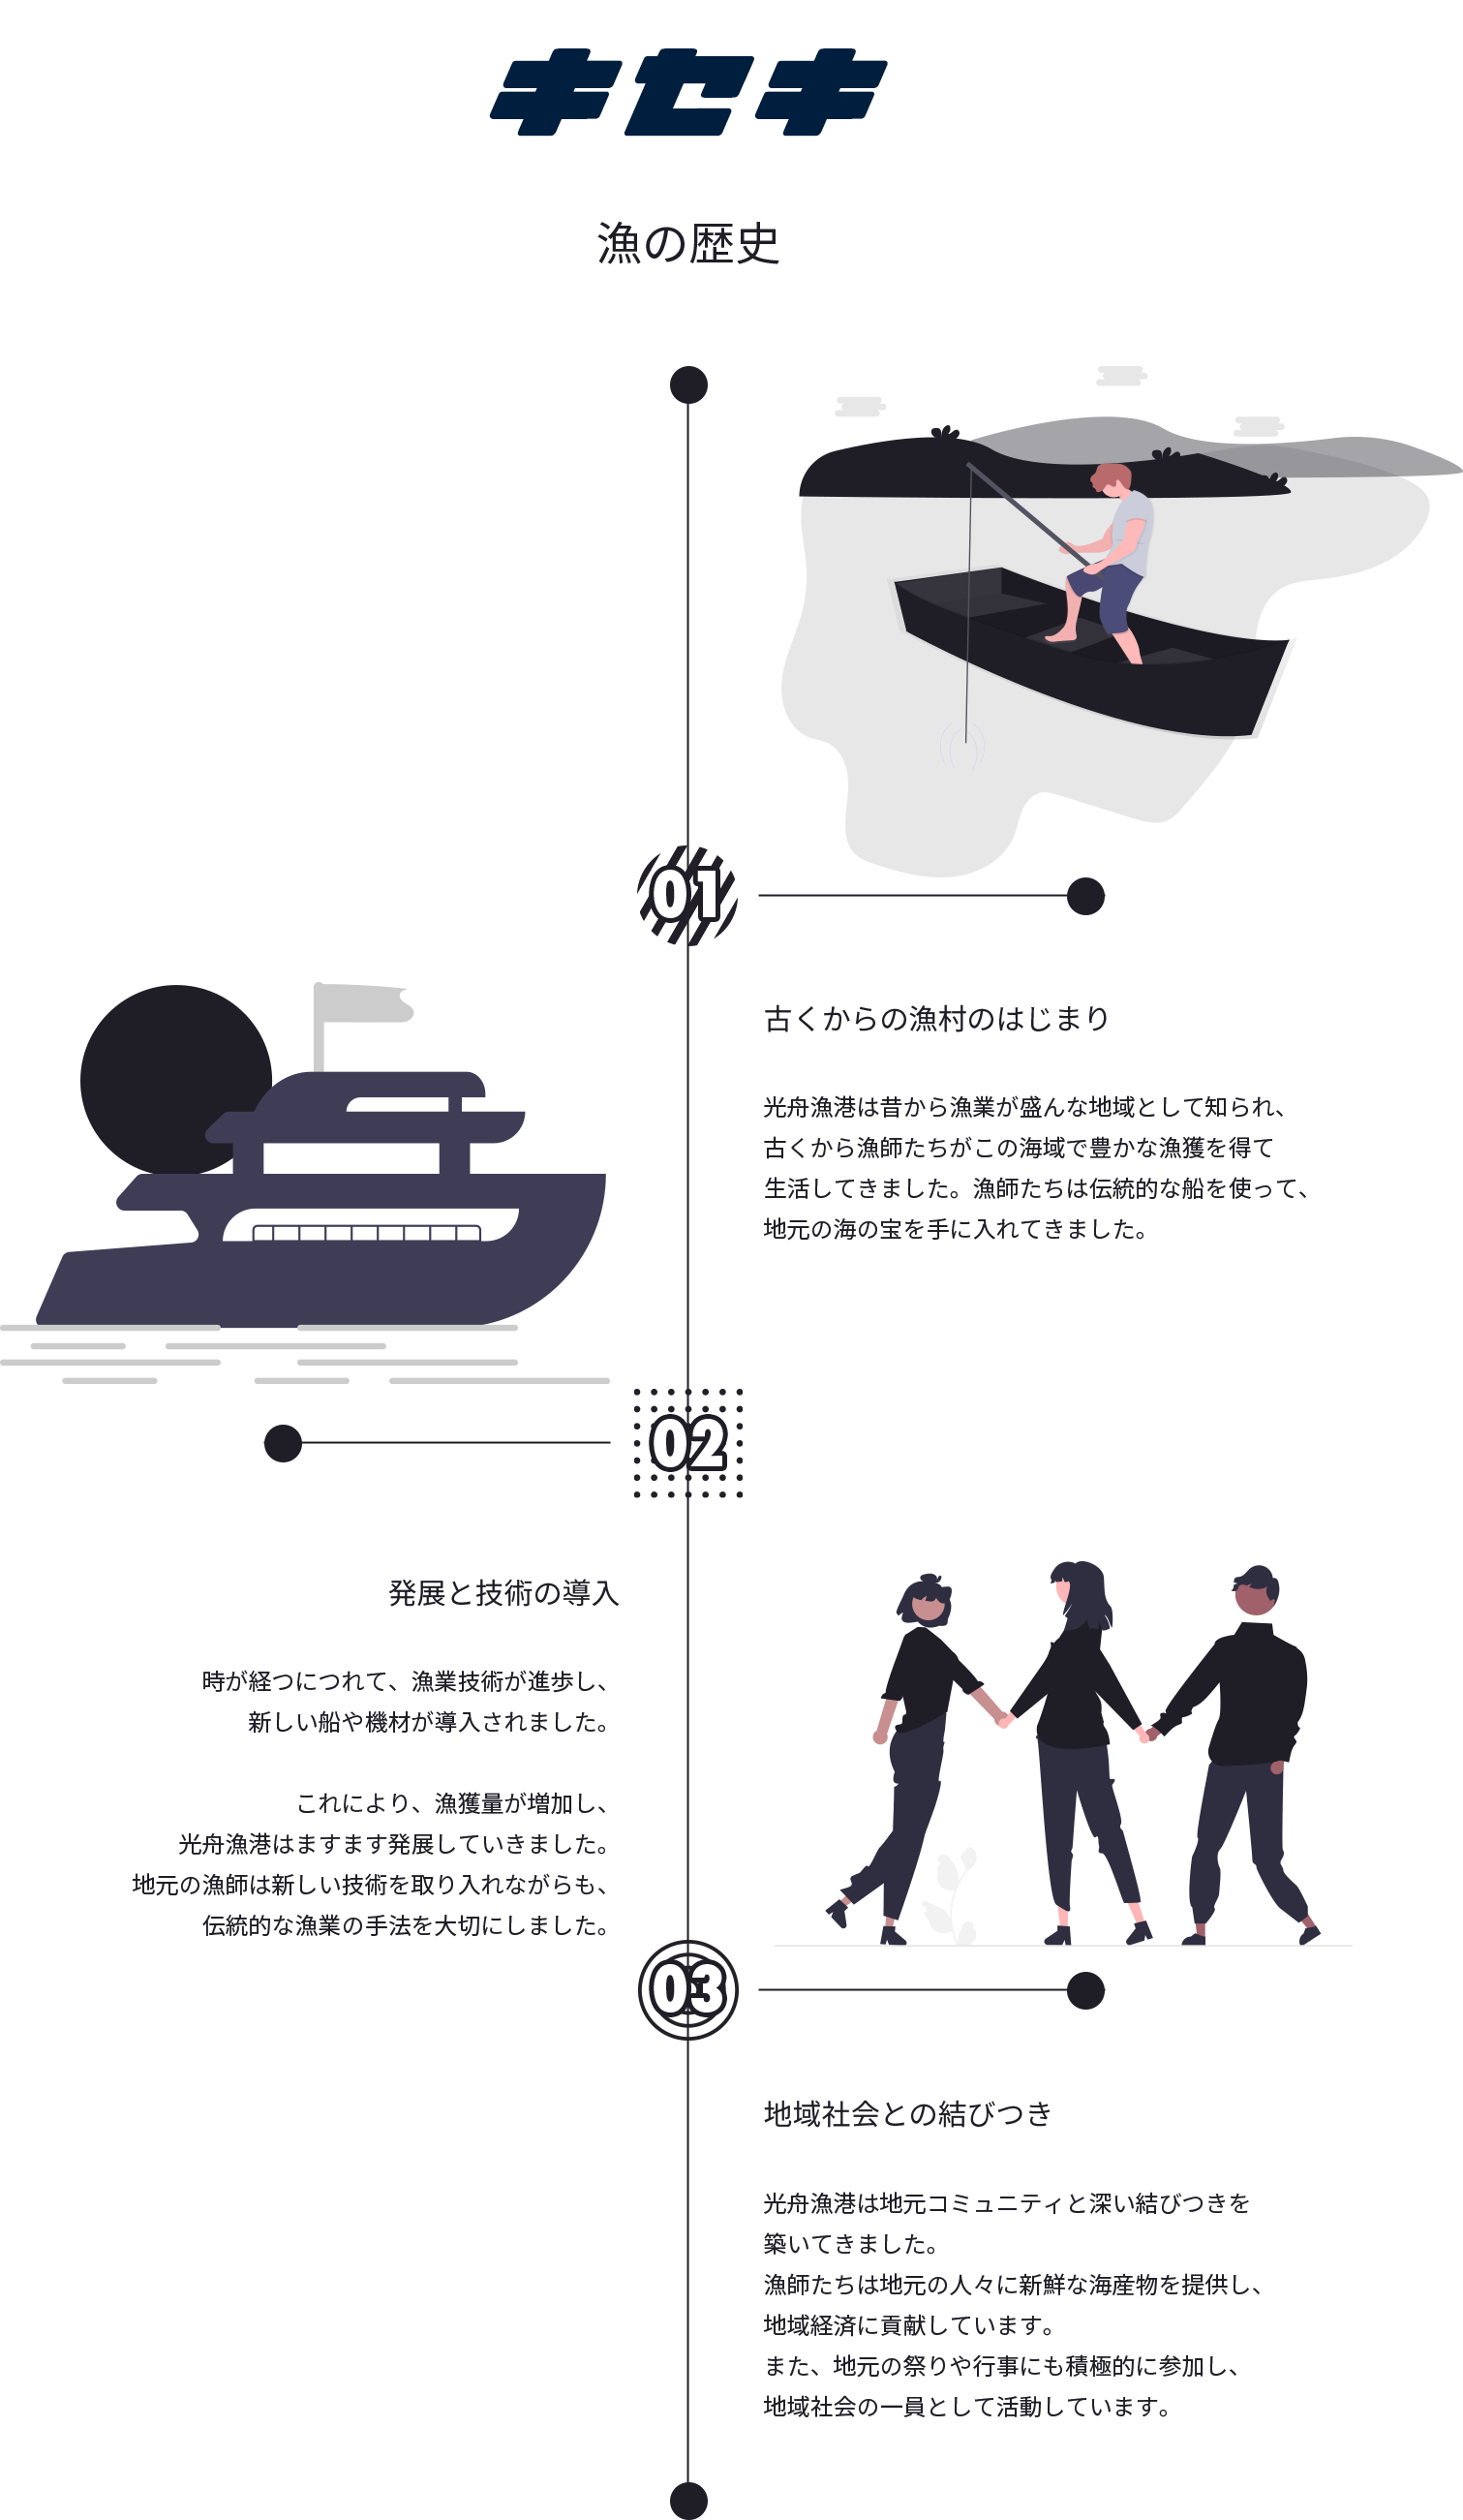 キセキ
漁の歴史
01
古くからの漁村のはじまり
光舟漁港は昔から漁業が盛んな地域として知られ、
古くから漁師たちがこの海域で豊かな漁獲を得て
生活してきました。漁師たちは伝統的な船を使って、
地元の海の宝を手に入れてきました。
02
発展と技術の導入
時が経つにつれて、漁業技術が進歩し、
新しい船や機材が導入されました。
これにより、漁獲量が増加し、
光舟漁港はますます発展していきました。
地元の漁師は新しい技術を取り入れながらも、
伝統的な漁業の手法を大切にしました。
03
地域社会との結びつき
光舟漁港は地元コミュニティと深い結びつきを
築いてきました。
漁師たちは地元の人々に新鮮な海産物を提供し、
地域経済に貢献しています。
また、地元の祭りや行事にも積極的に参加し、
地域社会の一員として活動しています。